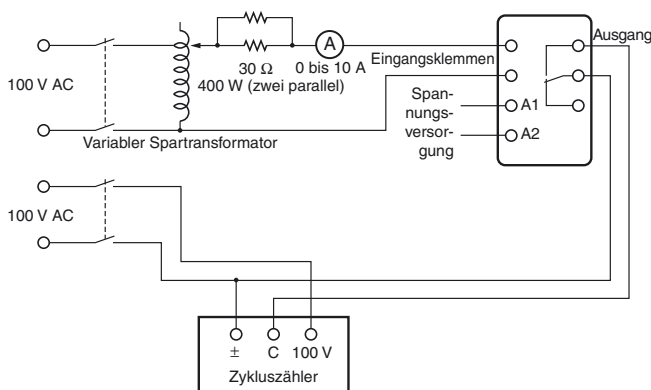 100 V AC
30 Ω
400 W (zwei parallel)
A
0 bis 10 A
Variabler Spartransformator
Eingangsklemmen
Span-
nungs-
versor-
gung
A1
A2
Ausgang
100 V AC
± C 100 V
Zykluszähler